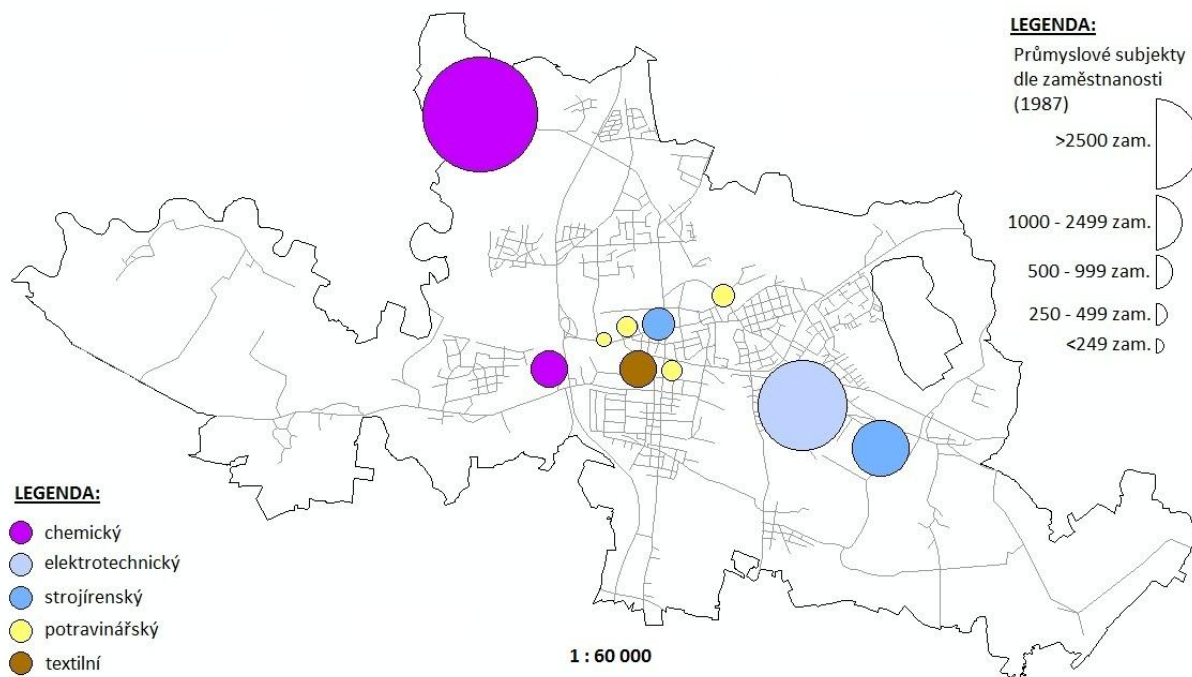 LEGENDA:
Průmyslové subjekty
dle zaměstnanosti
(1987)
>2500 zam.
1000 - 2499 zam.
500 - 999 zam.
250 - 499 zam.
<249 zam.
LEGENDA:
chemický
elektrotechnický
strojírenský
potravinářský
textilní
1 : 60 000